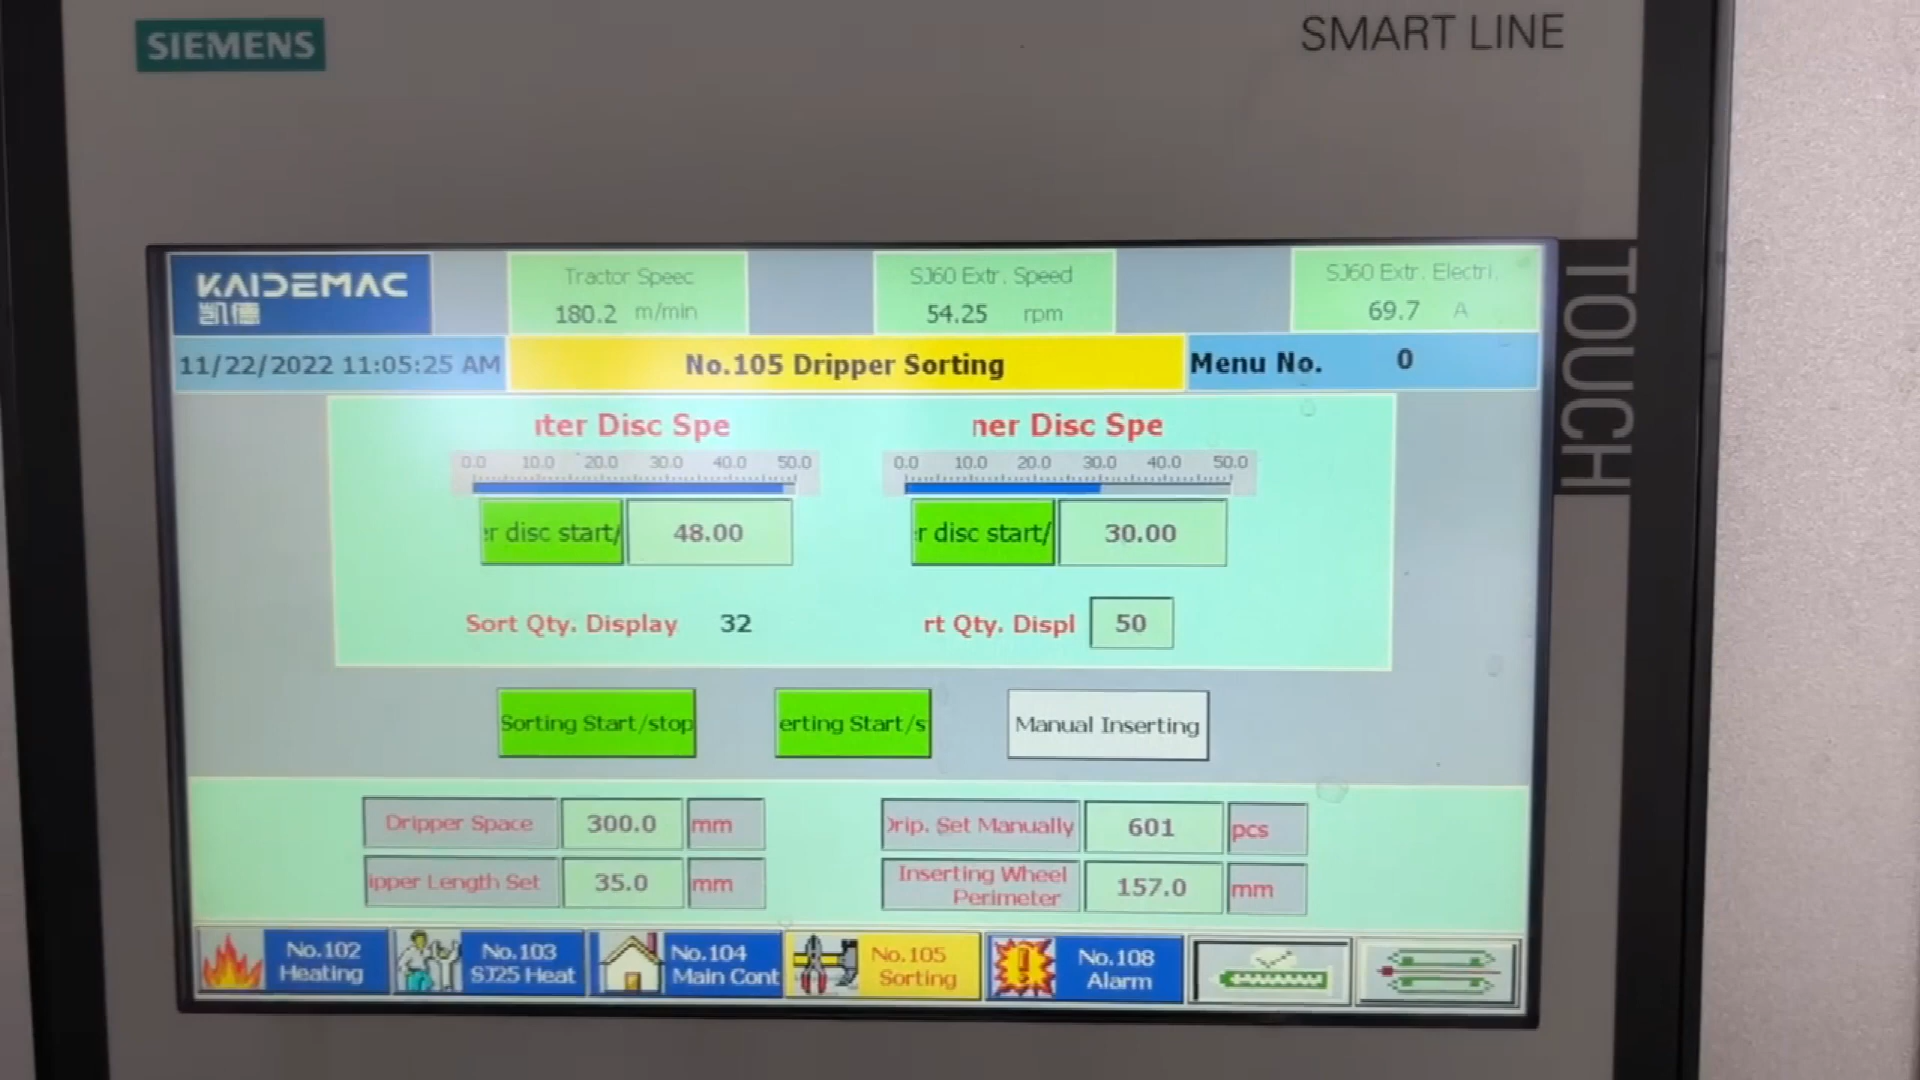 SIEMENS
SMART LINE
TOUCH
KAIDEMAC
凯德
Tractor Speec
180.2 m/min
SJ60 Extr. Speed
54.25 rpm
SJ60 Extr. Electri.
69.7 A
11/22/2022 11:05:25 AM
No.105 Dripper Sorting
Menu No. 0
iter Disc Spe
ner Disc Spe
0.0 10.0 20.0 30.0 40.0 50.0
0.0 10.0 20.0 30.0 40.0 50.0
er disc start/ 48.00
r disc start/ 30.00
Sort Qty. Display 32
rt Qty. Displ 50
Sorting Start/stop
erting Start/s
Manual Inserting
Dripper Space 300.0 mm
Drip. Set Manually 601 pcs
ipper Length Set 35.0 mm
Inserting Wheel
Perimeter 157.0 mm
No.102
Heating
No.103
SJ25 Heat
No.104
Main Cont
No.105
Sorting
No.108
Alarm